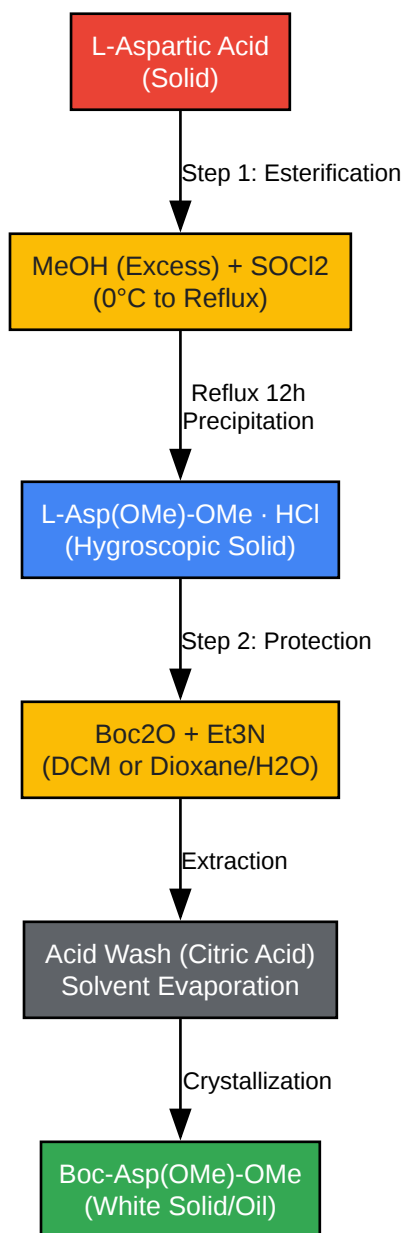 L-Aspartic Acid
(Solid)
Step 1: Esterification
MeOH (Excess) + SOCl2
(0°C to Reflux)
Reflux 12h
Precipitation
L-Asp(OMe)-OMe · HCl
(Hygroscopic Solid)
Step 2: Protection
Boc2O + Et3N
(DCM or Dioxane/H2O)
Extraction
Acid Wash (Citric Acid)
Solvent Evaporation
Crystallization
Boc-Asp(OMe)-OMe
(White Solid/Oil)